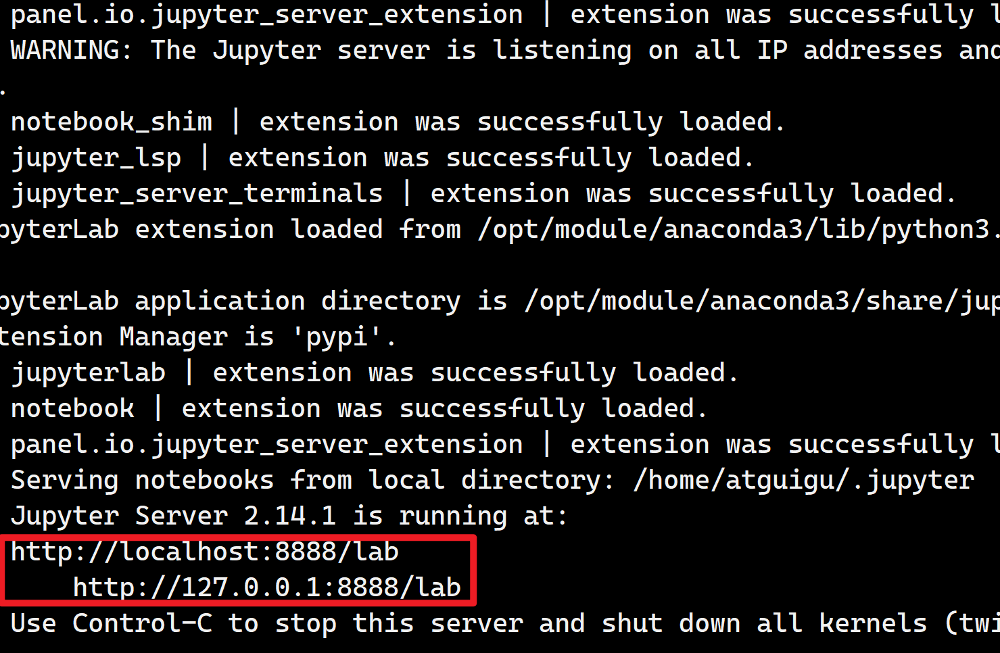 panel.io.jupyter_server_extension | extension was successfully l
WARNING: The Jupyter server is listening on all IP addresses and
.
notebook_shim | extension was successfully loaded.
jupyter_lsp | extension was successfully loaded.
jupyter_server_terminals | extension was successfully loaded.
pyterLab extension loaded from /opt/module/anaconda3/lib/python3.
pyterLab application directory is /opt/module/anaconda3/share/jup
tension Manager is 'pypi'.
jupyterlab | extension was successfully loaded.
notebook | extension was successfully loaded.
panel.io.jupyter_server_extension | extension was successfully l
Serving notebooks from local directory: /home/atguigu/.jupyter
Jupyter Server 2.14.1 is running at:
http://localhost:8888/lab
http://127.0.0.1:8888/lab
Use Control-C to stop this server and shut down all kernels (twi